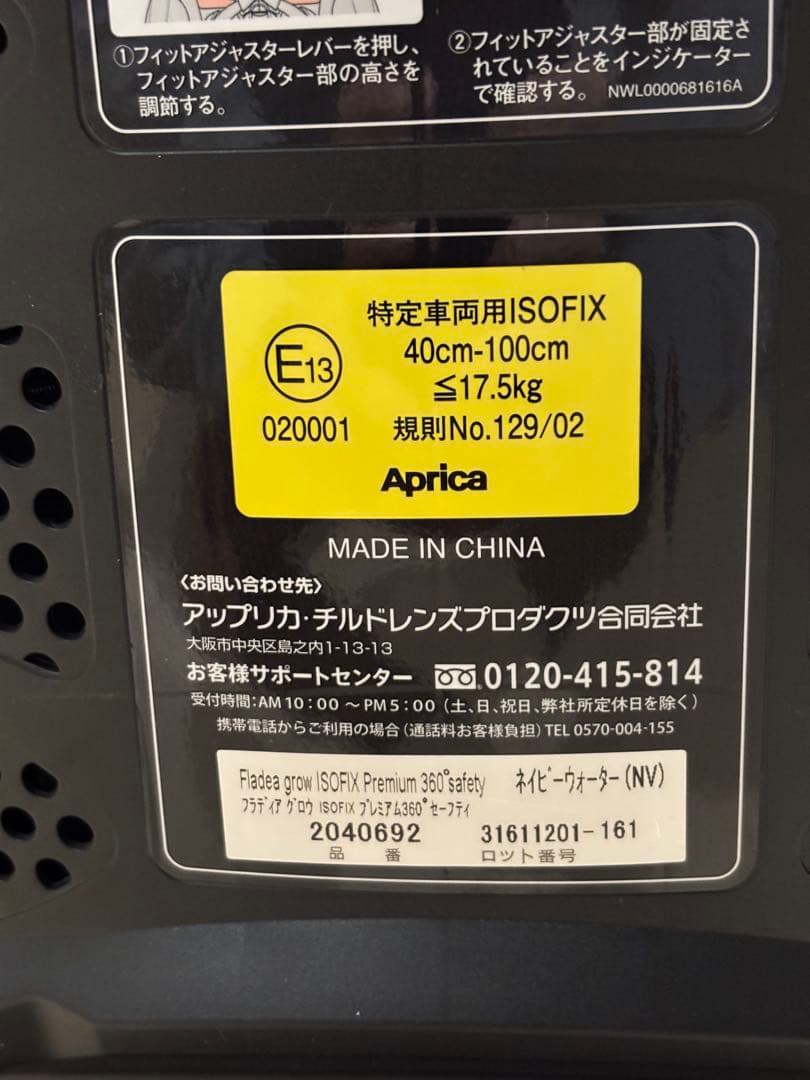 ①フィットアジャスターレバーを押し、
フィットアジャスター部の高さを
調節する。
②フィットアジャスター部が固定さ
れていることをインジケーター
で確認する。 NWL0000681616A
特定車両用ISOFIX
40cm-100cm
≦17.5kg
規則No.129/02
E13
020001
Aprica
MADE IN CHINA
〈お問い合わせ先〉
アップリカ・チルドレンズプロダクツ合同会社
大阪市中央区島之内1-13-13
お客様サポートセンター 0120-415-814
受付時間：AM10：00～PM5：00（土、日、祝日、弊社所定休日を除く）
携帯電話からご利用の場合（通話料お客様負担）TEL 0570-004-155
Fladea grow ISOFIX Premium 360°safety ネイビーウォーター(NV)
フラディア グロウ ISOFIX プレミアム360°セーフティ
2040692 31611201-161
品番 ロット番号